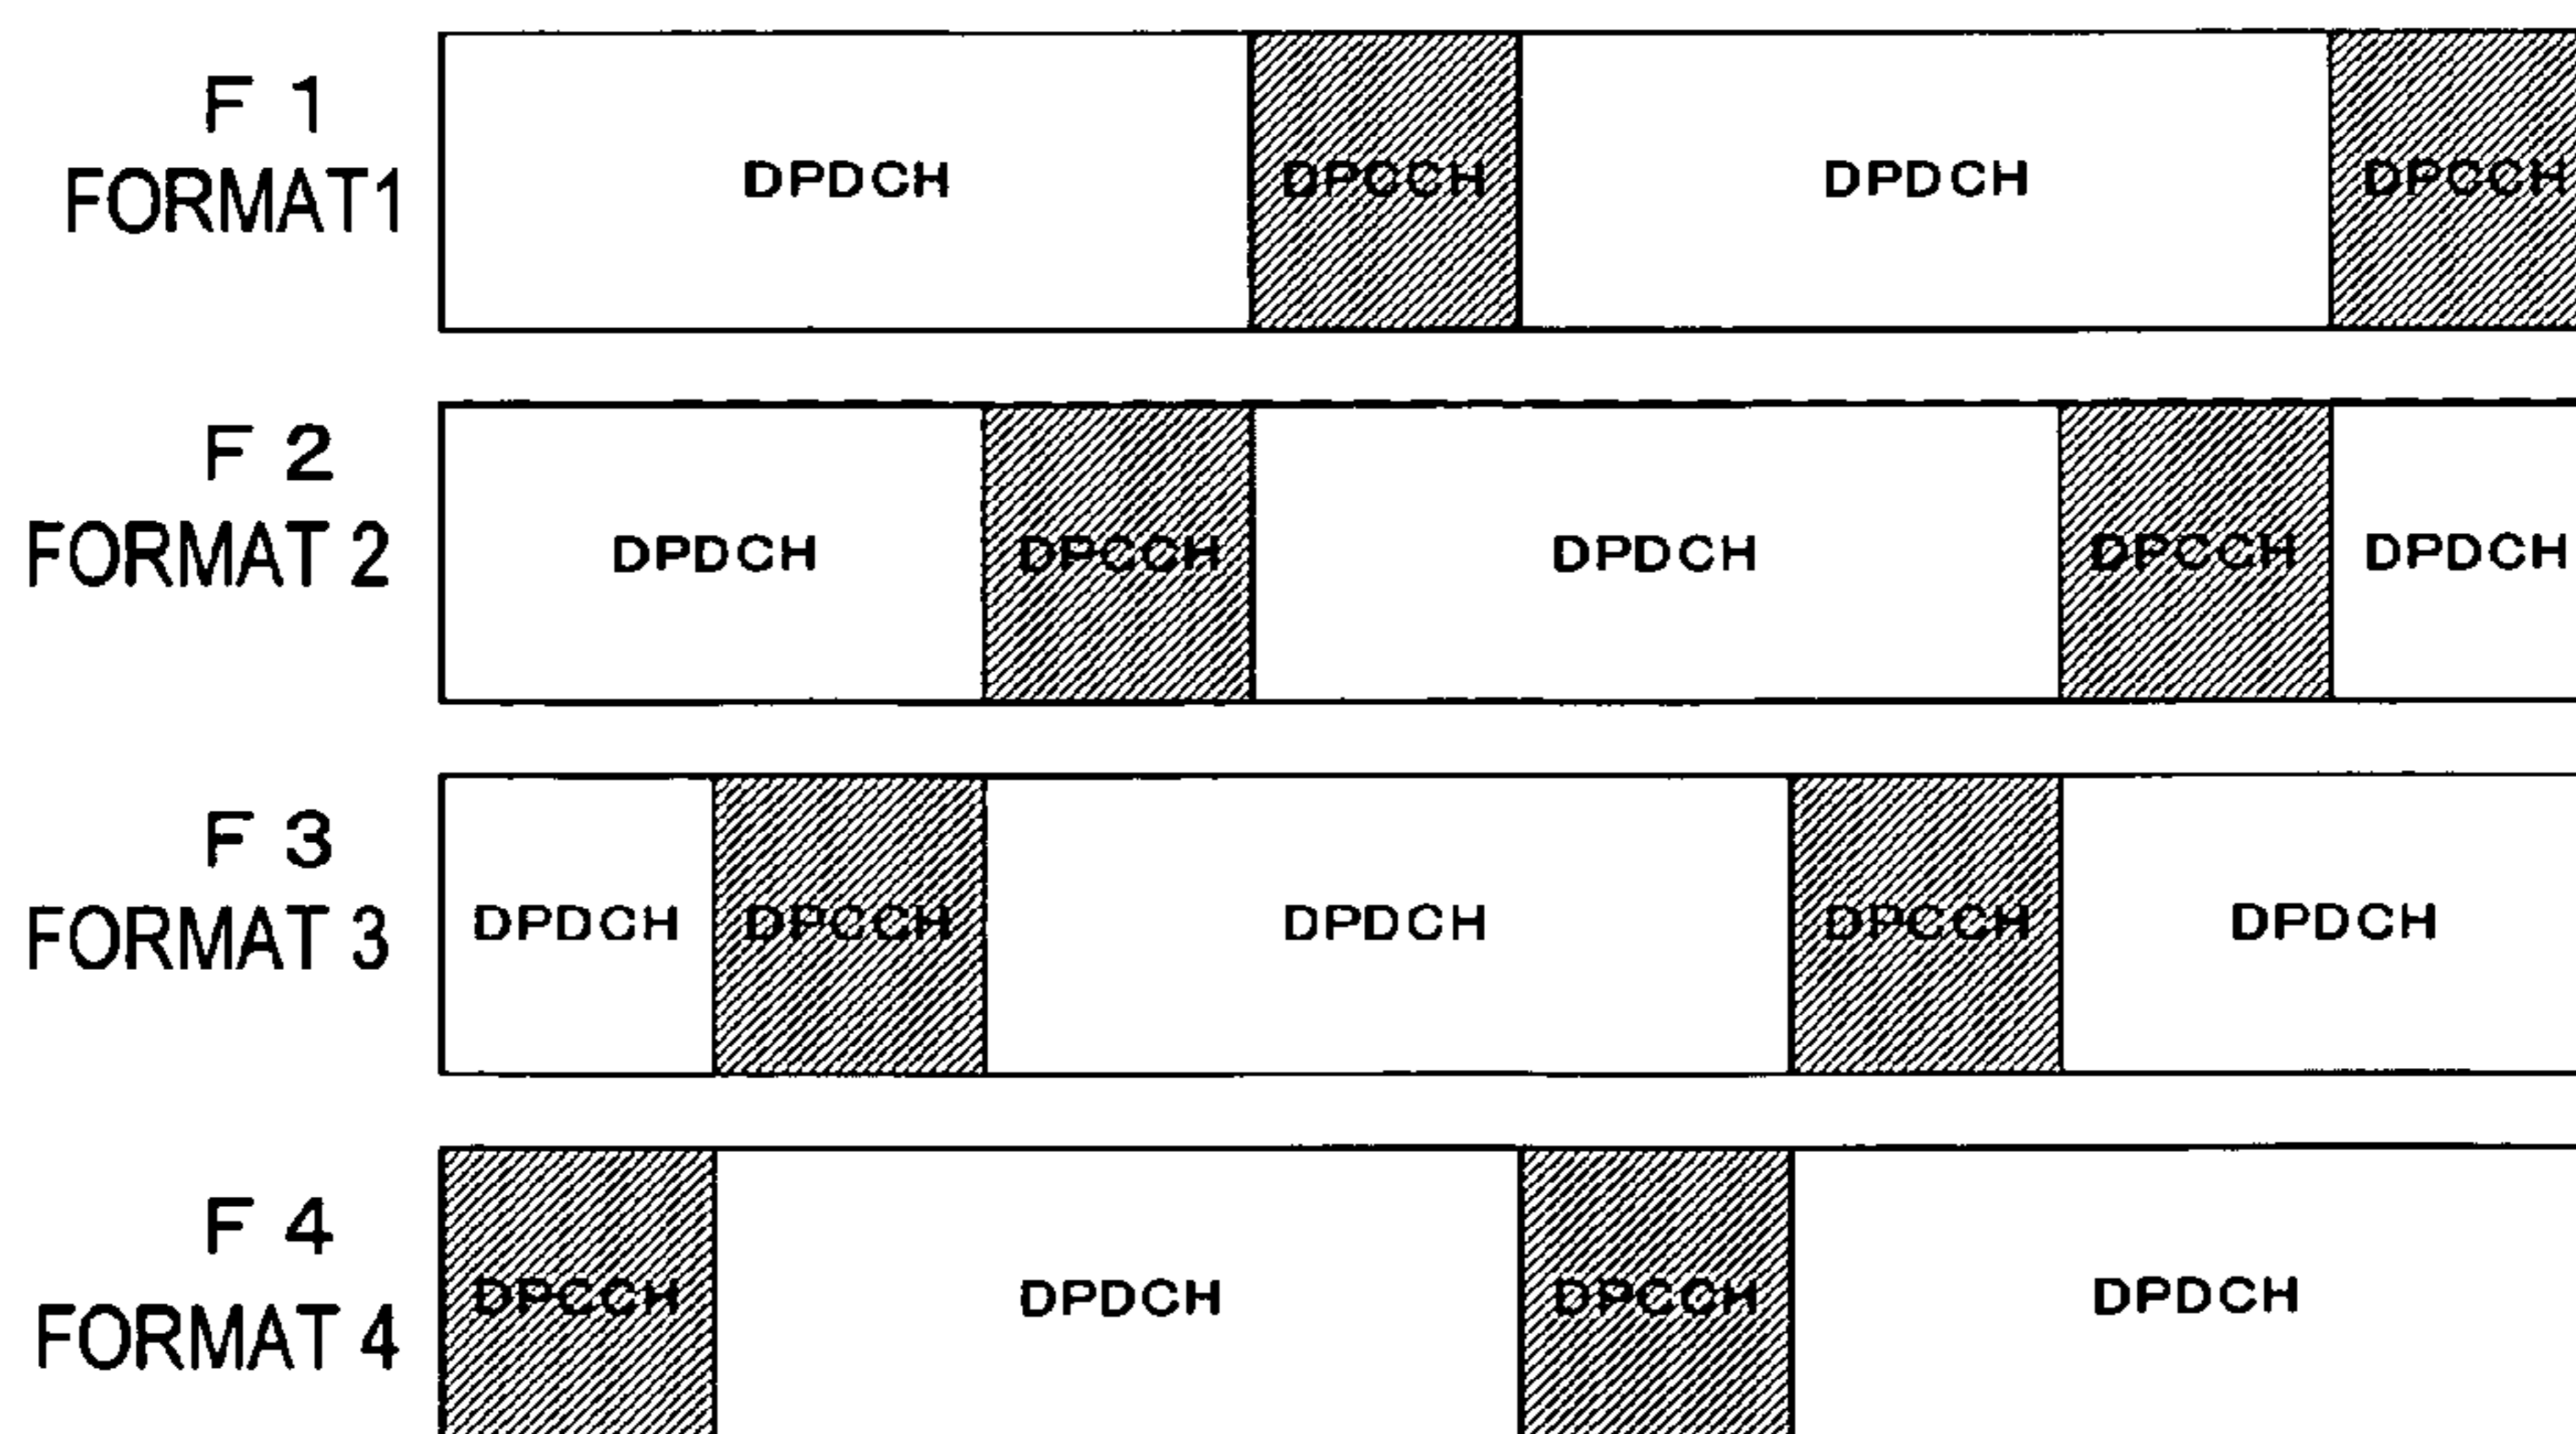 F 1
FORMAT1
DPDCH DPCCH DPDCH DPCCH
F 2
FORMAT 2
DPDCH DPCCH DPDCH DPCCH DPDCH
F 3
FORMAT 3
DPDCH DPCCH DPDCH DPCCH DPDCH
F 4
FORMAT 4
DPCCH DPDCH DPCCH DPDCH